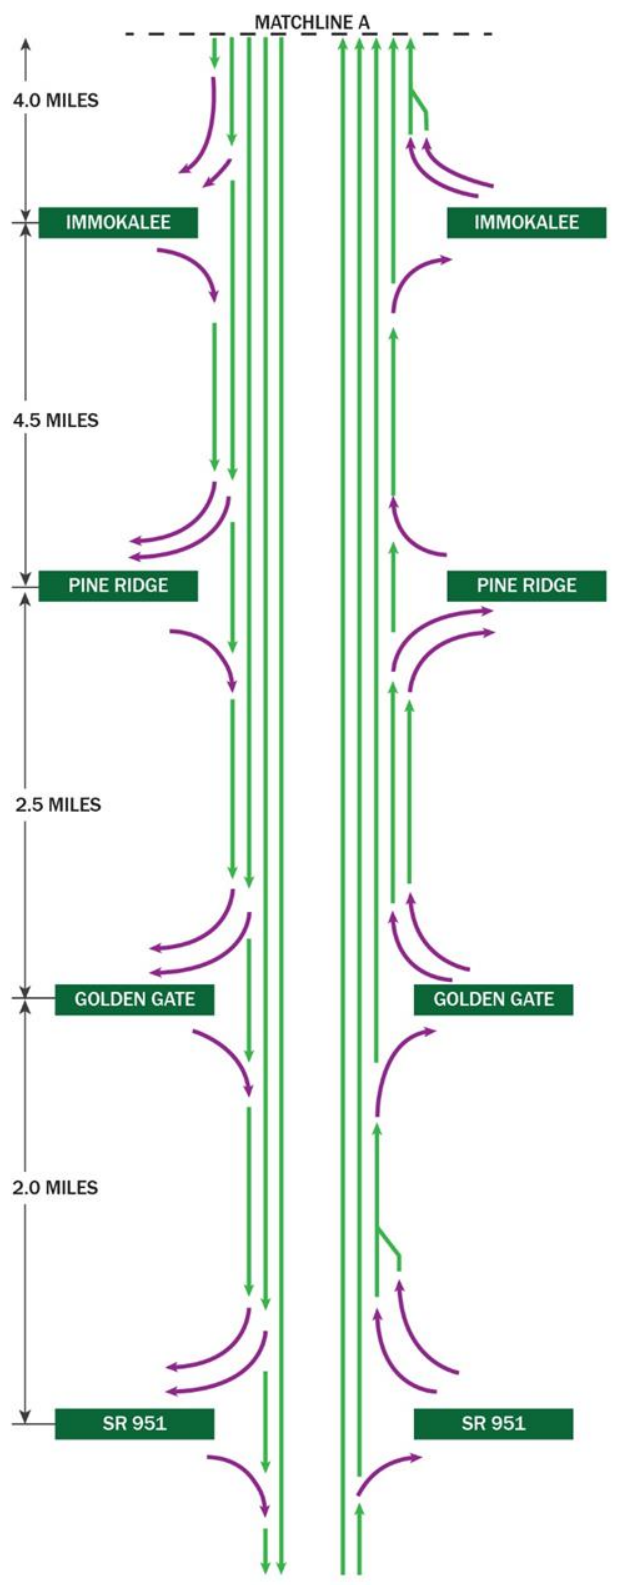 MATCHLINE A
4.0 MILES
IMMOKALEE
IMMOKALEE
4.5 MILES
PINE RIDGE
PINE RIDGE
2.5 MILES
GOLDEN GATE
GOLDEN GATE
2.0 MILES
SR 951
SR 951